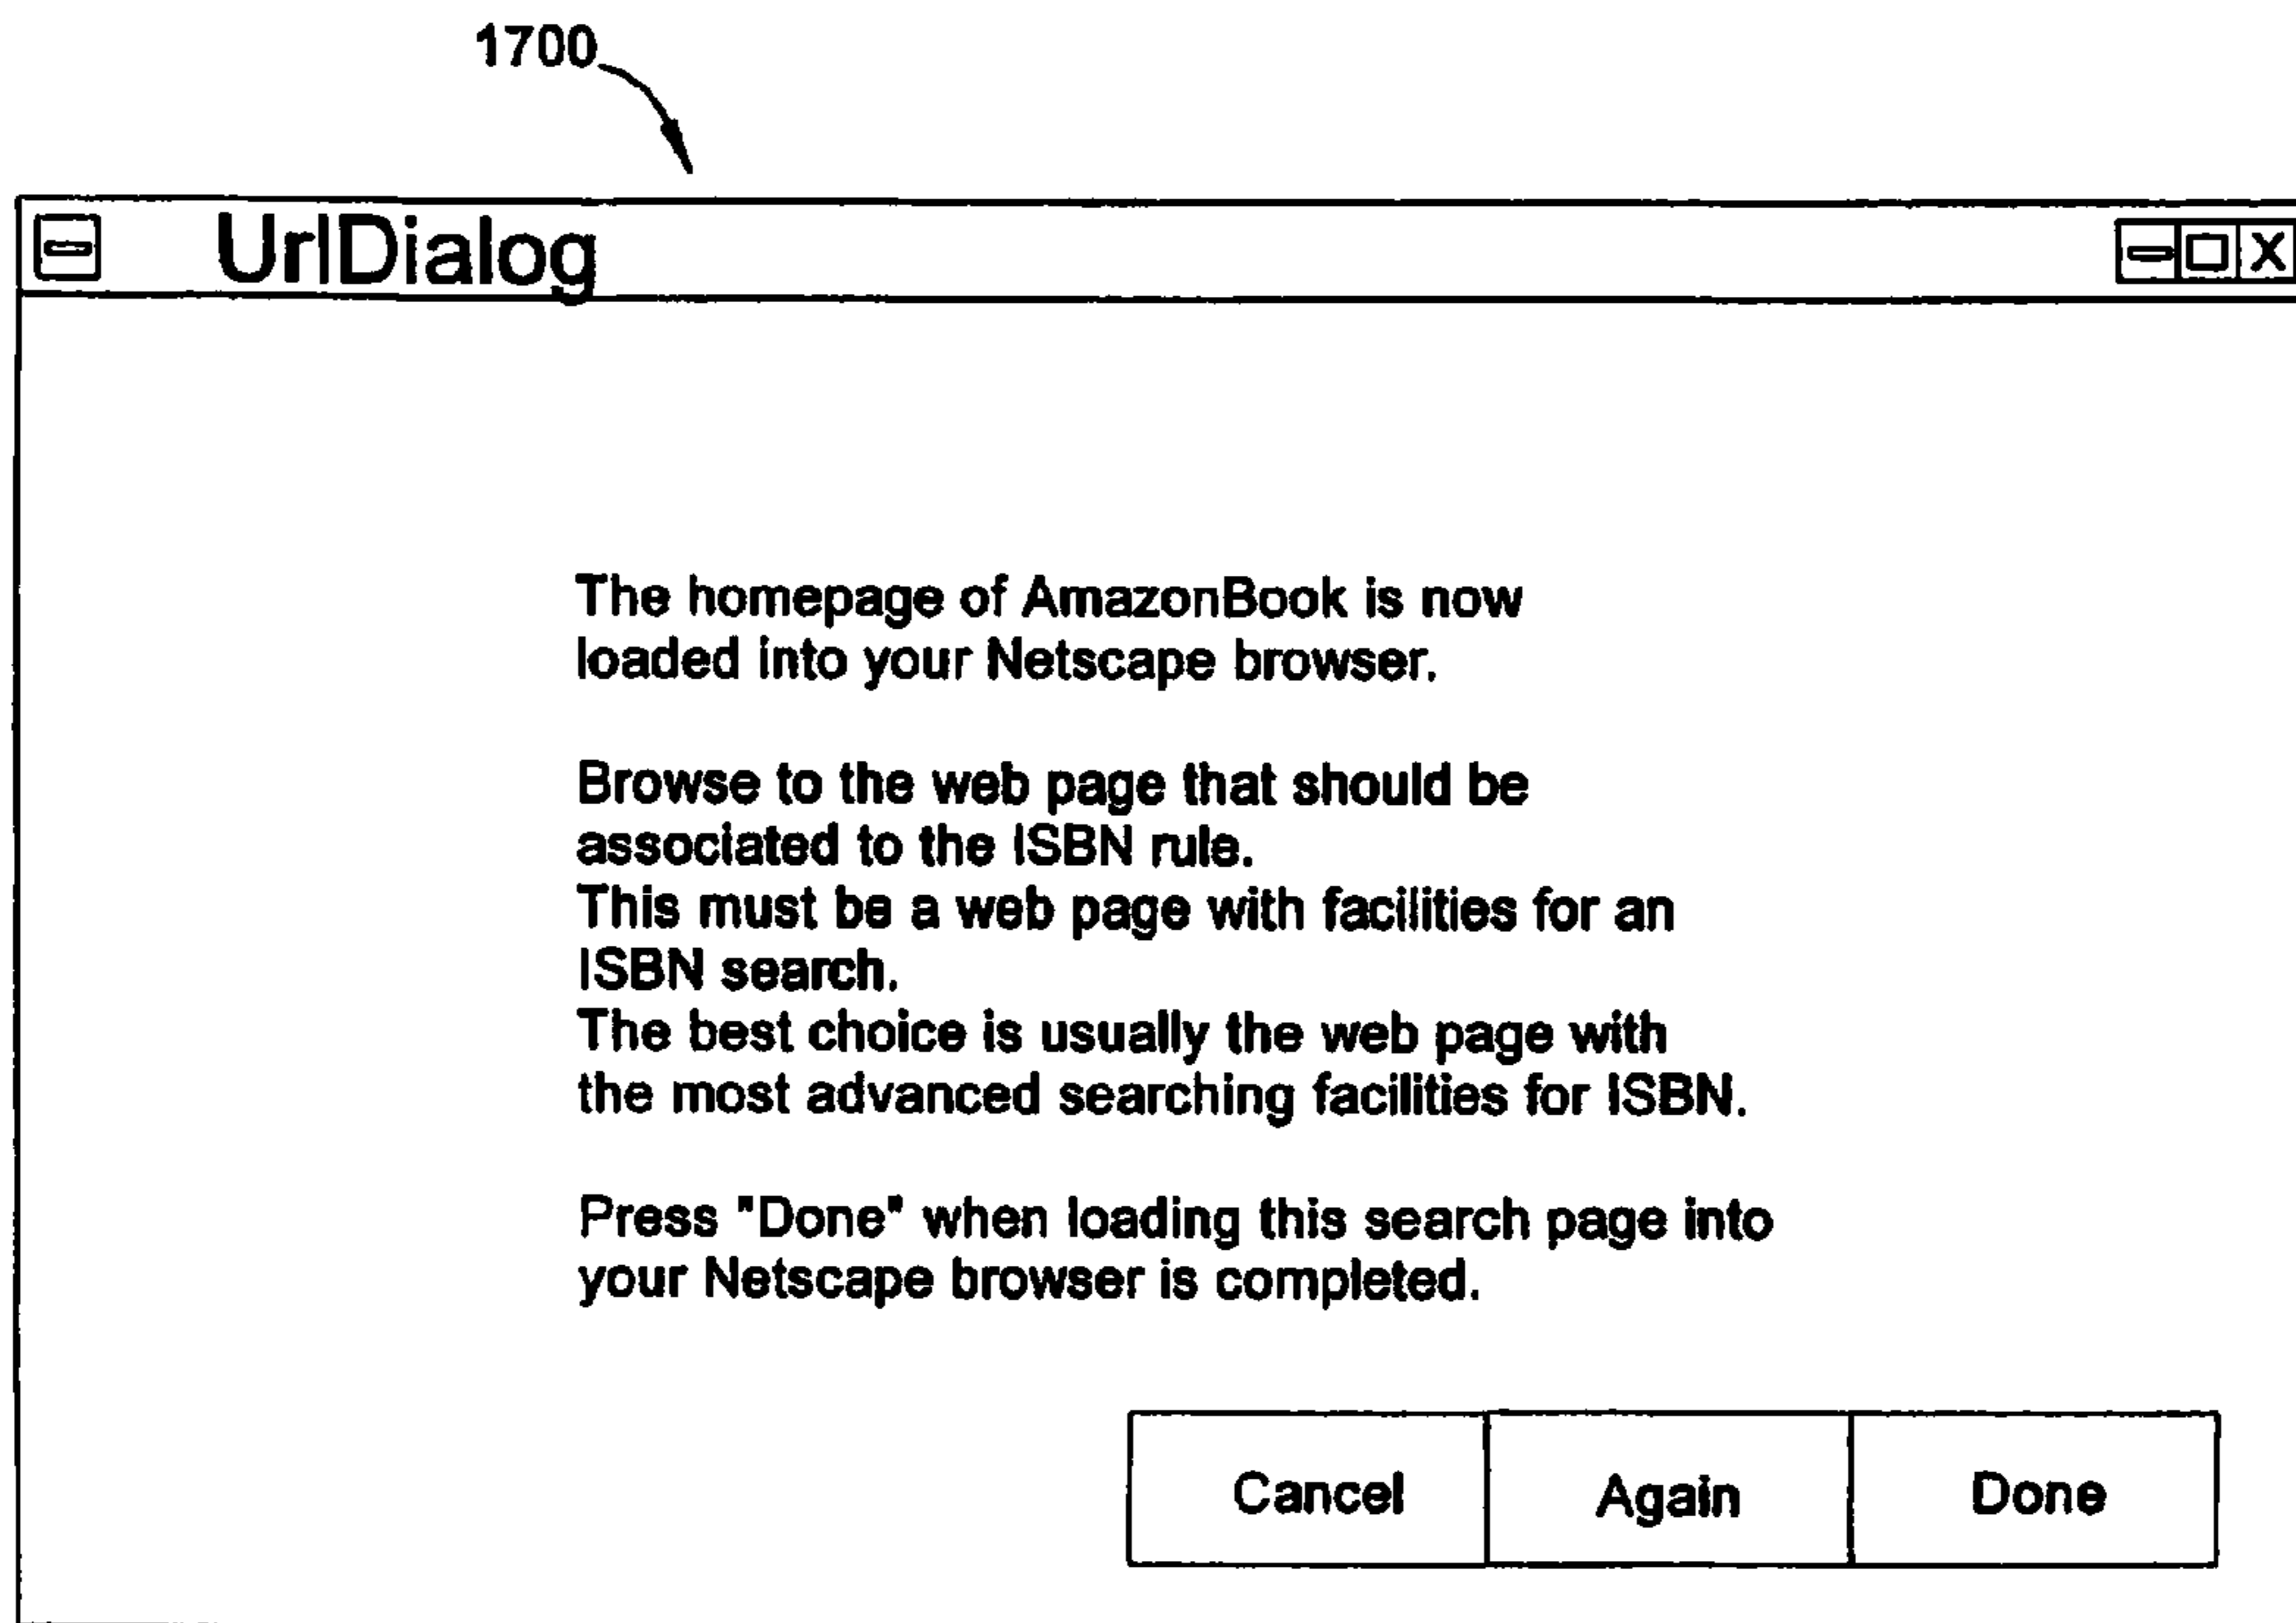 1700
UrlDialog
The homepage of AmazonBook is now
loaded into your Netscape browser.
Browse to the web page that should be
associated to the ISBN rule.
This must be a web page with facilities for an
ISBN search.
The best choice is usually the web page with
the most advanced searching facilities for ISBN.
Press "Done" when loading this search page into
your Netscape browser is completed.
Cancel Again Done